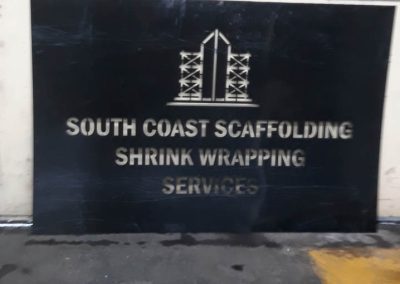 SOUTH COAST SCAFFOLDING
SHRINK WRAPPING
SERVICES